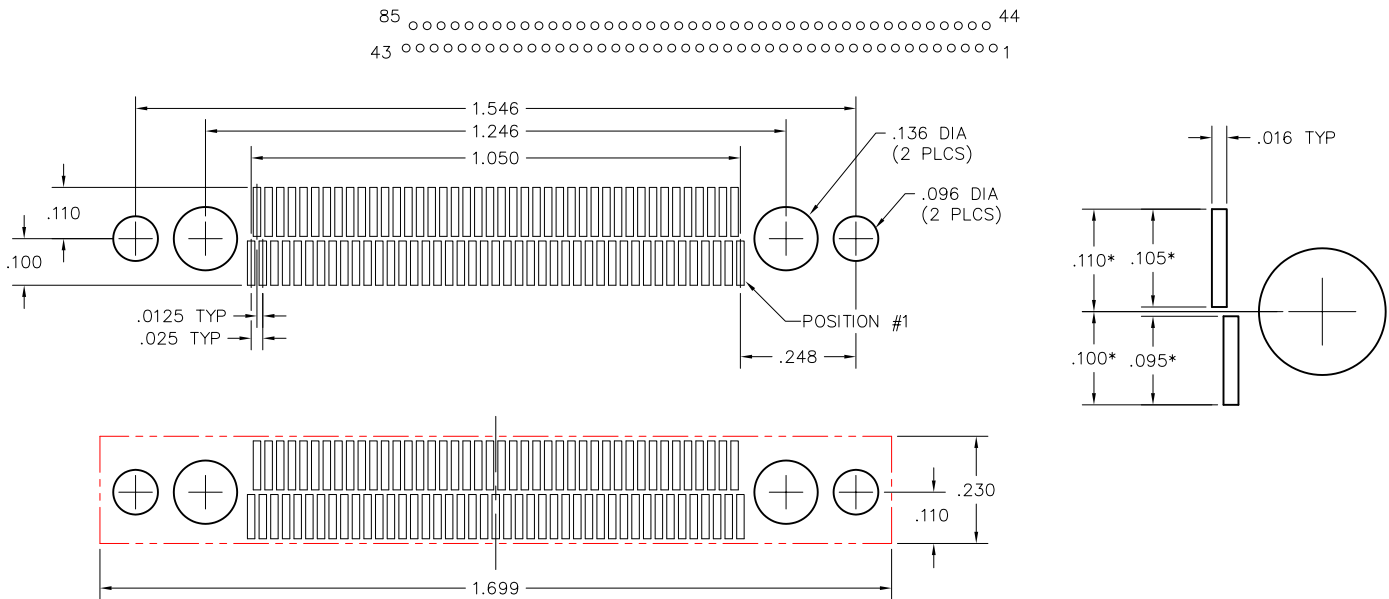 85 44
43 1
1.546
1.246
1.050
.136 DIA
(2 PLCS)
.096 DIA
(2 PLCS)
.110
.100
.0125 TYP
.025 TYP
POSITION #1
.248
.016 TYP
.110* .105*
.100* .095*
.230
.110
1.699